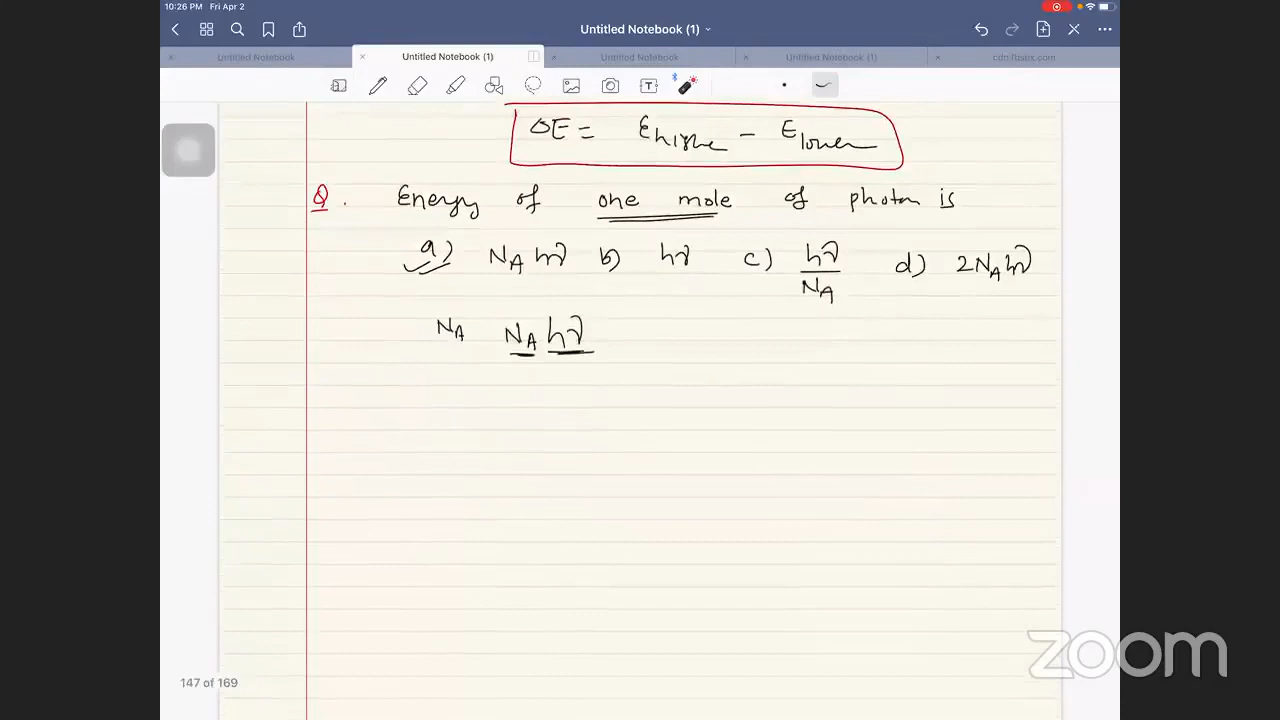 10:26 PM Fri Apr 2
Untitled Notebook (1)
Untitled Notebook Untitled Notebook (1) Untitled Notebook Untitled Notebook (1)
ΔE = E higher - E lower
Q. Energy of one mole of photon is
a) N_A hν b) hν c) hν/N_A d) 2N_A hν
N_A N_A hν
147 of 169
zoom